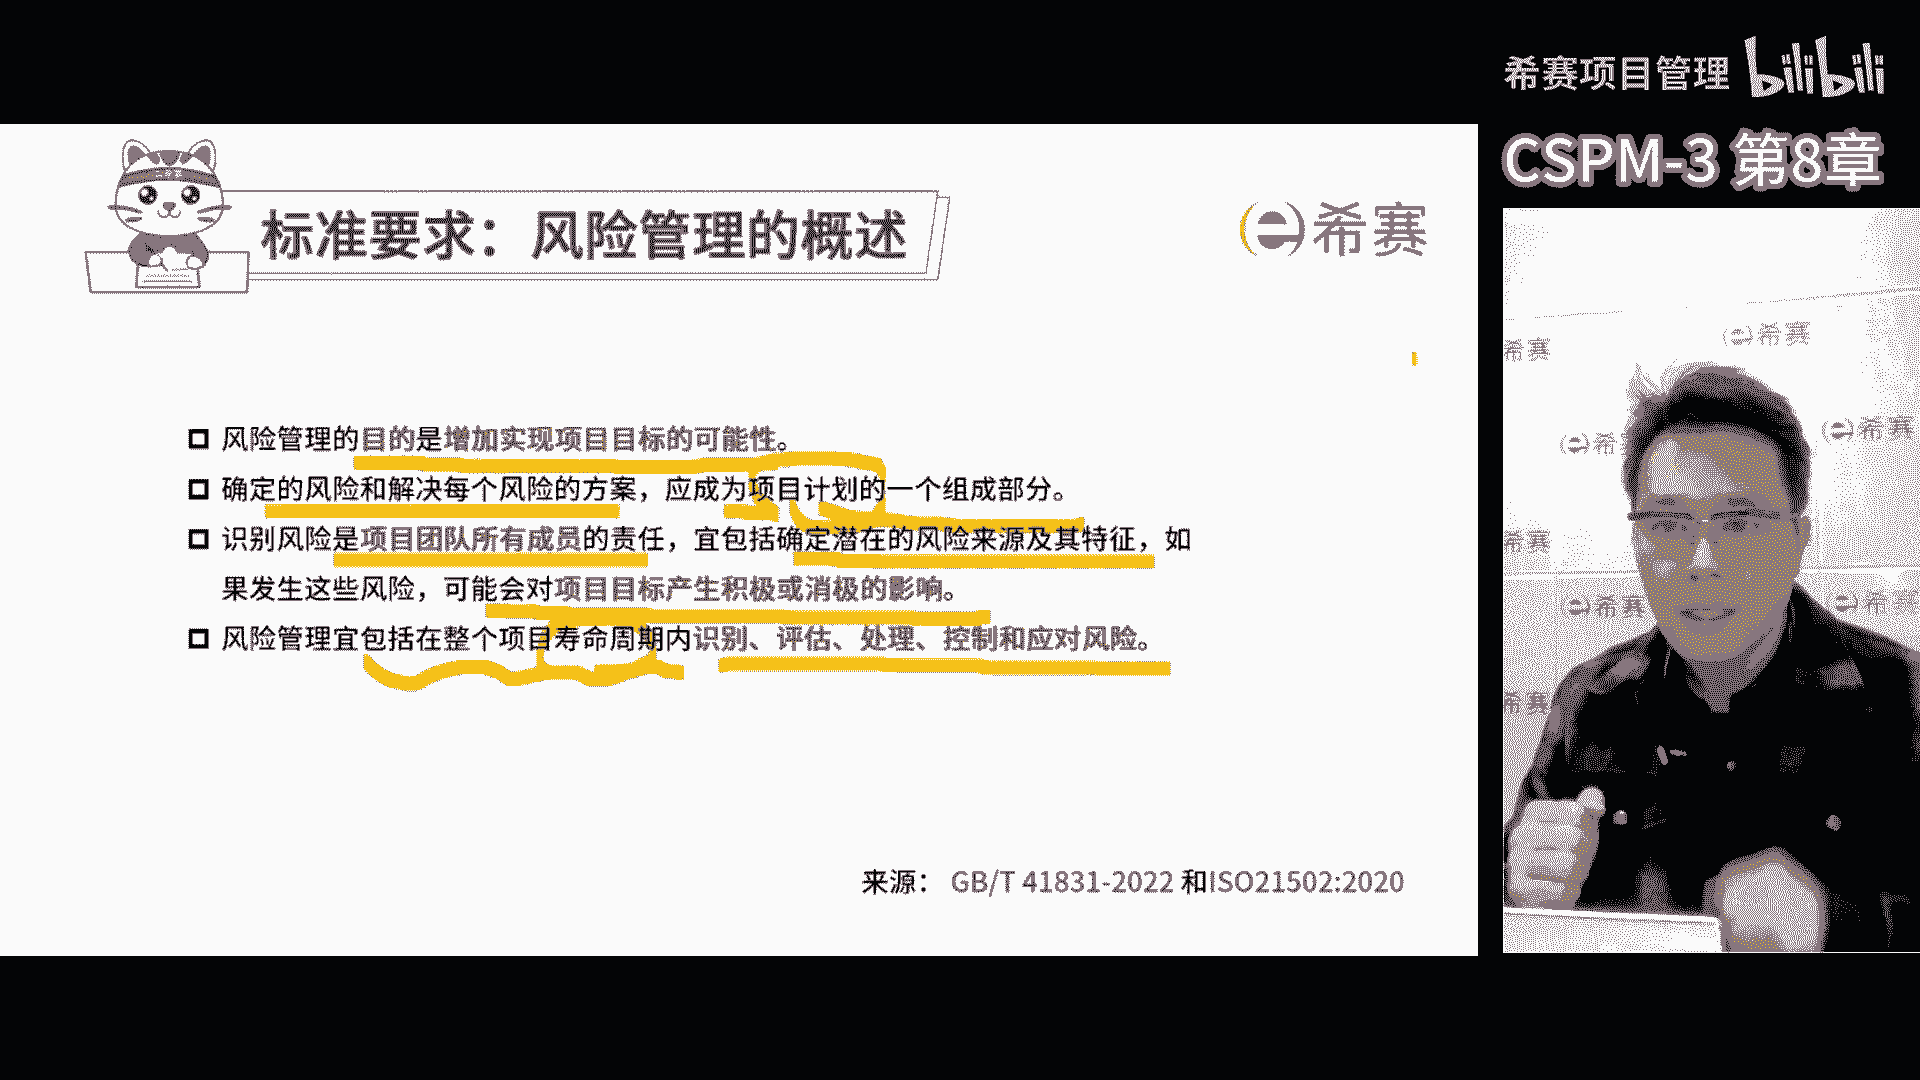 希赛项目管理 bilibili
CSPM-3 第8章
标准要求：风险管理的概述
e希赛
风险管理的目的是增加实现项目目标的可能性。
确定的风险和解决每个风险的方案，应成为项目计划的一个组成部分。
识别风险是项目团队所有成员的责任，宜包括确定潜在的风险来源及其特征，如
果发生这些风险，可能会对项目目标产生积极或消极的影响。
风险管理宜包括在整个项目寿命周期内识别、评估、处理、控制和应对风险。
来源： GB/T 41831-2022 和ISO21502:2020
希赛
e希赛
e希
e希赛
希赛
e希赛
e希赛
希赛